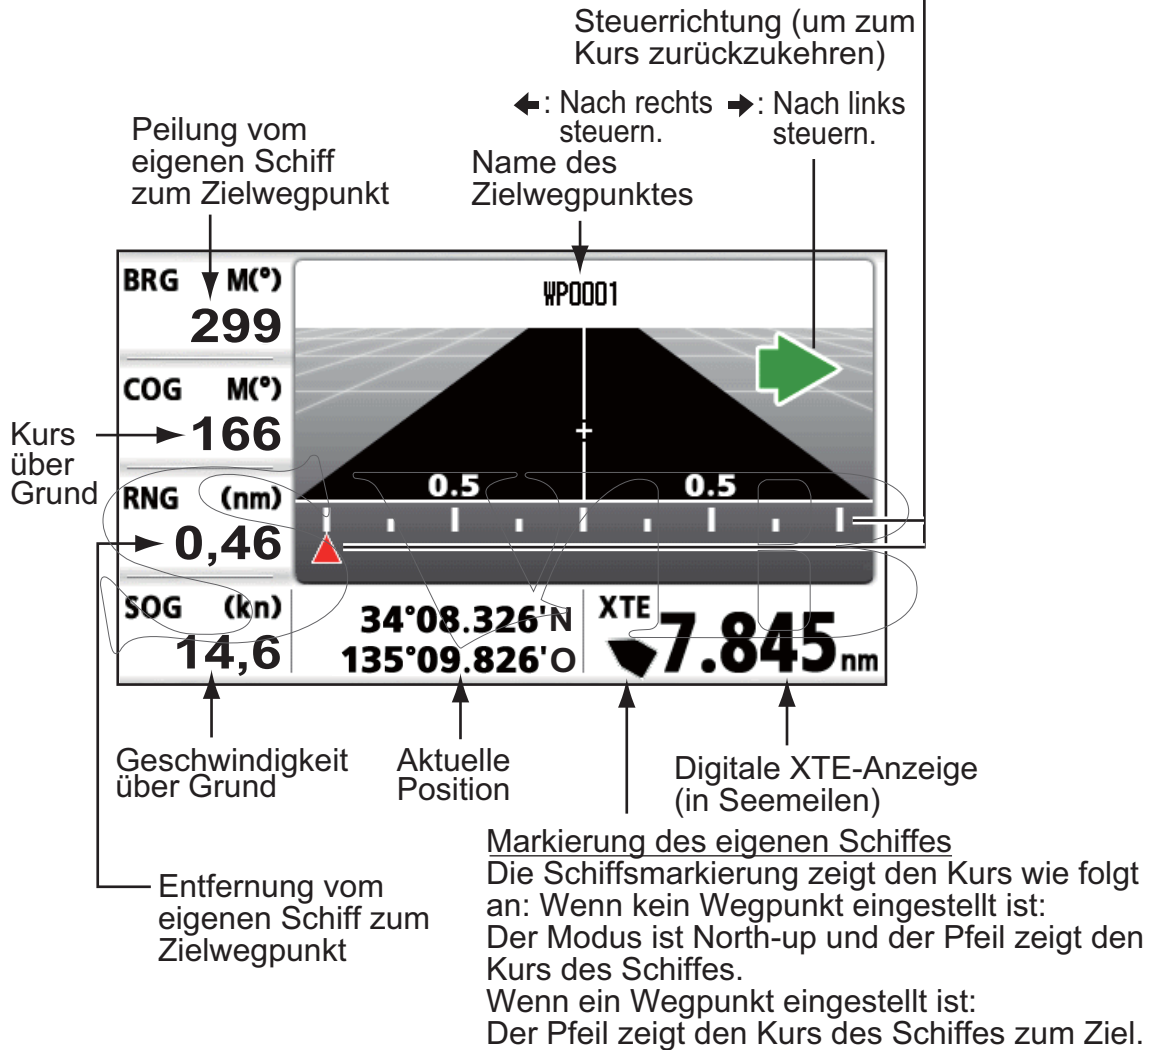 Steuerrichtung (um zum
Kurs zurückzukehren)
←: Nach rechts
steuern.
→: Nach links
steuern.
Peilung vom
eigenen Schiff
zum Zielwegpunkt
Name des
Zielwegpunktes
BRG M(°)
299
WP0001
COG M(°)
166
Kurs
über
Grund
0.5 0.5
RNG (nm)
0,46
SOG (kn)
14,6
34°08.326'N
135°09.826'O
XTE
7.845nm
Geschwindigkeit
über Grund
Aktuelle
Position
Digitale XTE-Anzeige
(in Seemeilen)
Entfernung vom
eigenen Schiff zum
Zielwegpunkt
Markierung des eigenen Schiffes
Die Schiffsmarkierung zeigt den Kurs wie folgt
an: Wenn kein Wegpunkt eingestellt ist:
Der Modus ist North-up und der Pfeil zeigt den
Kurs des Schiffes.
Wenn ein Wegpunkt eingestellt ist:
Der Pfeil zeigt den Kurs des Schiffes zum Ziel.